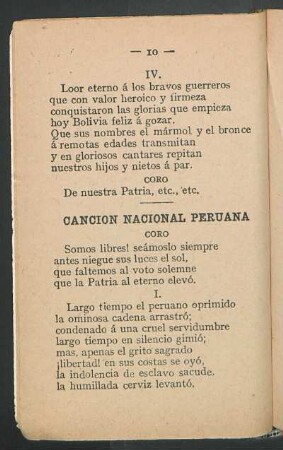 — 10 —
IV.
Loor eterno á los bravos guerreros
que con valor heroico y firmeza
conquistaron las glorias que empieza
hoy Bolivia feliz á gozar.
Que sus nombres el mármol y el bronce
á remotas edades transmitan
y en gloriosos cantares repitan
nuestros hijos y nietos á par.
CORO
De nuestra Patria, etc., etc.
CANCION NACIONAL PERUANA
CORO
Somos libres! seámoslo siempre
antes niegue sus luces el sol,
que faltemos al voto solemne
que la Patria al eterno elevó.
I.
Largo tiempo el peruano oprimido
la ominosa cadena arrastró;
condenado á una cruel servidumbre
largo tiempo en silencio gimió;
mas, apenas el grito sagrado
¡libertad! en sus costas se oyó,
la indolencia de esclavo sacude.
la humillada cerviz levantó.